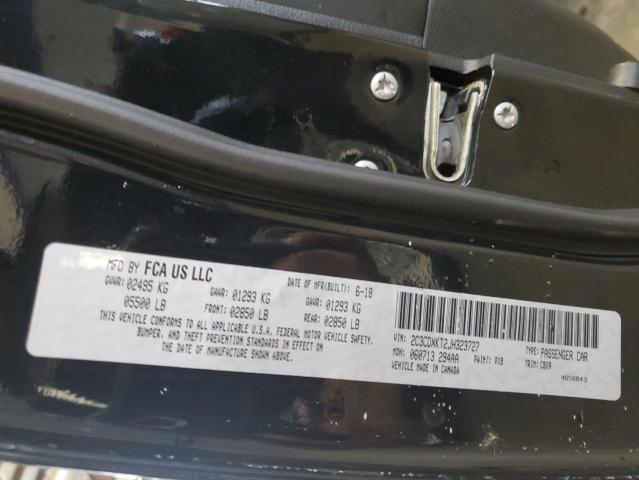 MFD BY FCA US LLC DATE OF MFR(BUILT): 6-18
GVWR: 02495 KG GAWR: 01293 KG GAWR: 01293 KG
05500 LB FRONT: 02850 LB REAR: 02850 LB
THIS VEHICLE CONFORMS TO ALL APPLICABLE U.S.A. FEDERAL MOTOR VEHICLE SAFETY,
BUMPER, AND THEFT PREVENTION STANDARDS IN EFFECT ON
THE DATE OF MANUFACTURE SHOWN ABOVE.
VIN: 2C3CDXKT2JH323727 TYPE: PASSENGER CAR
MDH: 060713 294AA PAINT: PX8 TRIM: CBX9
VEHICLE MADE IN CANADA 4658843